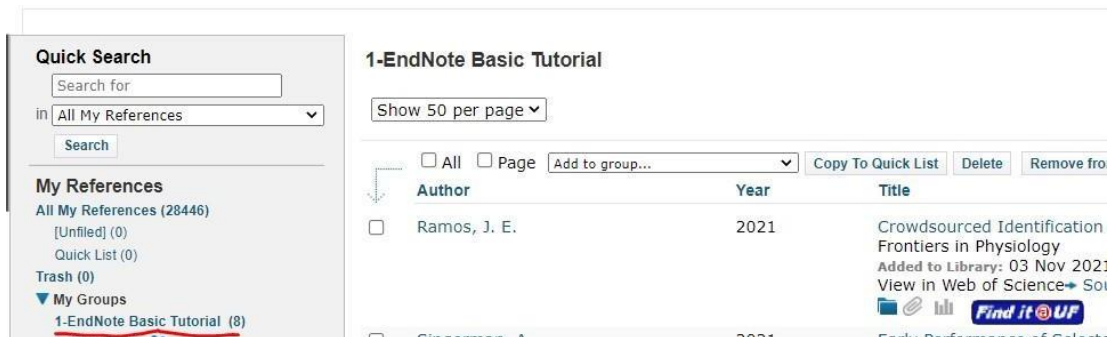 Quick Search
Search for
in All My References
Search
My References
All My References (28446)
[Unfiled] (0)
Quick List (0)
Trash (0)
My Groups
1-EndNote Basic Tutorial (8)
1-EndNote Basic Tutorial
Show 50 per page
All Page Add to group... Copy To Quick List Delete Remove fro
Author Year Title
Ramos, J. E. 2021 Crowdsourced Identification
Frontiers in Physiology
Added to Library: 03 Nov 2021
View in Web of Science→ Sou
Find it@UF